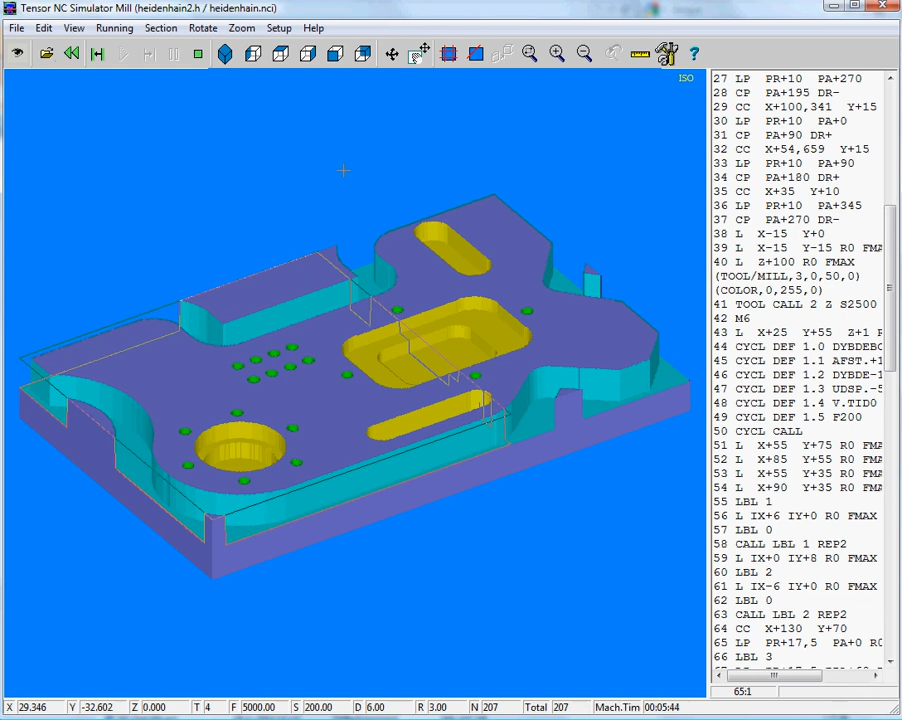 Tensor NC Simulator Mill (heidenhain2.h / heidenhain.nci)
File Edit View Running Section Rotate Zoom Setup Help
ISO
27 LP PR+10 PA+270
28 CP PA+195 DR-
29 CC X+100,341 Y+15
30 LP PR+10 PA+0
31 CP PA+90 DR+
32 CC X+54,659 Y+15
33 LP PR+10 PA+90
34 CP PA+180 DR+
35 CC X+35 Y+10
36 LP PR+10 PA+345
37 CP PA+270 DR-
38 L X-15 Y+0
39 L X-15 Y-15 R0 FMA
40 L Z+100 R0 FMAX
(TOOL/MILL,3,0,50,0)
(COLOR,0,255,0)
41 TOOL CALL 2 Z S2500
42 M6
43 L X+25 Y+55 Z+1 R
44 CYCL DEF 1.0 DYBDEBO
45 CYCL DEF 1.1 AFST.+1
46 CYCL DEF 1.2 DYBDE-1
47 CYCL DEF 1.3 UDSP.-5
48 CYCL DEF 1.4 V.TID0
49 CYCL DEF 1.5 F200
50 CYCL CALL
51 L X+55 Y+75 R0 FMA
52 L X+85 Y+55 R0 FMA
53 L X+55 Y+35 R0 FMA
54 L X+90 Y+35 R0 FMA
55 LBL 1
56 L IX+6 IY+0 R0 FMAX
57 LBL 0
58 CALL LBL 1 REP2
59 L IX+0 IY+8 R0 FMAX
60 LBL 2
61 L IX-6 IY+0 R0 FMAX
62 LBL 0
63 CALL LBL 2 REP2
64 CC X+130 Y+70
65 LP PR+17,5 PA+0 R0
66 LBL 3
65:1
X 29.346 Y -32.602 Z 0.000 T 4 F 5000.00 S 200.00 D 6.00 R 3.00 N 207 Total 207 Mach.Tim 00:05:44